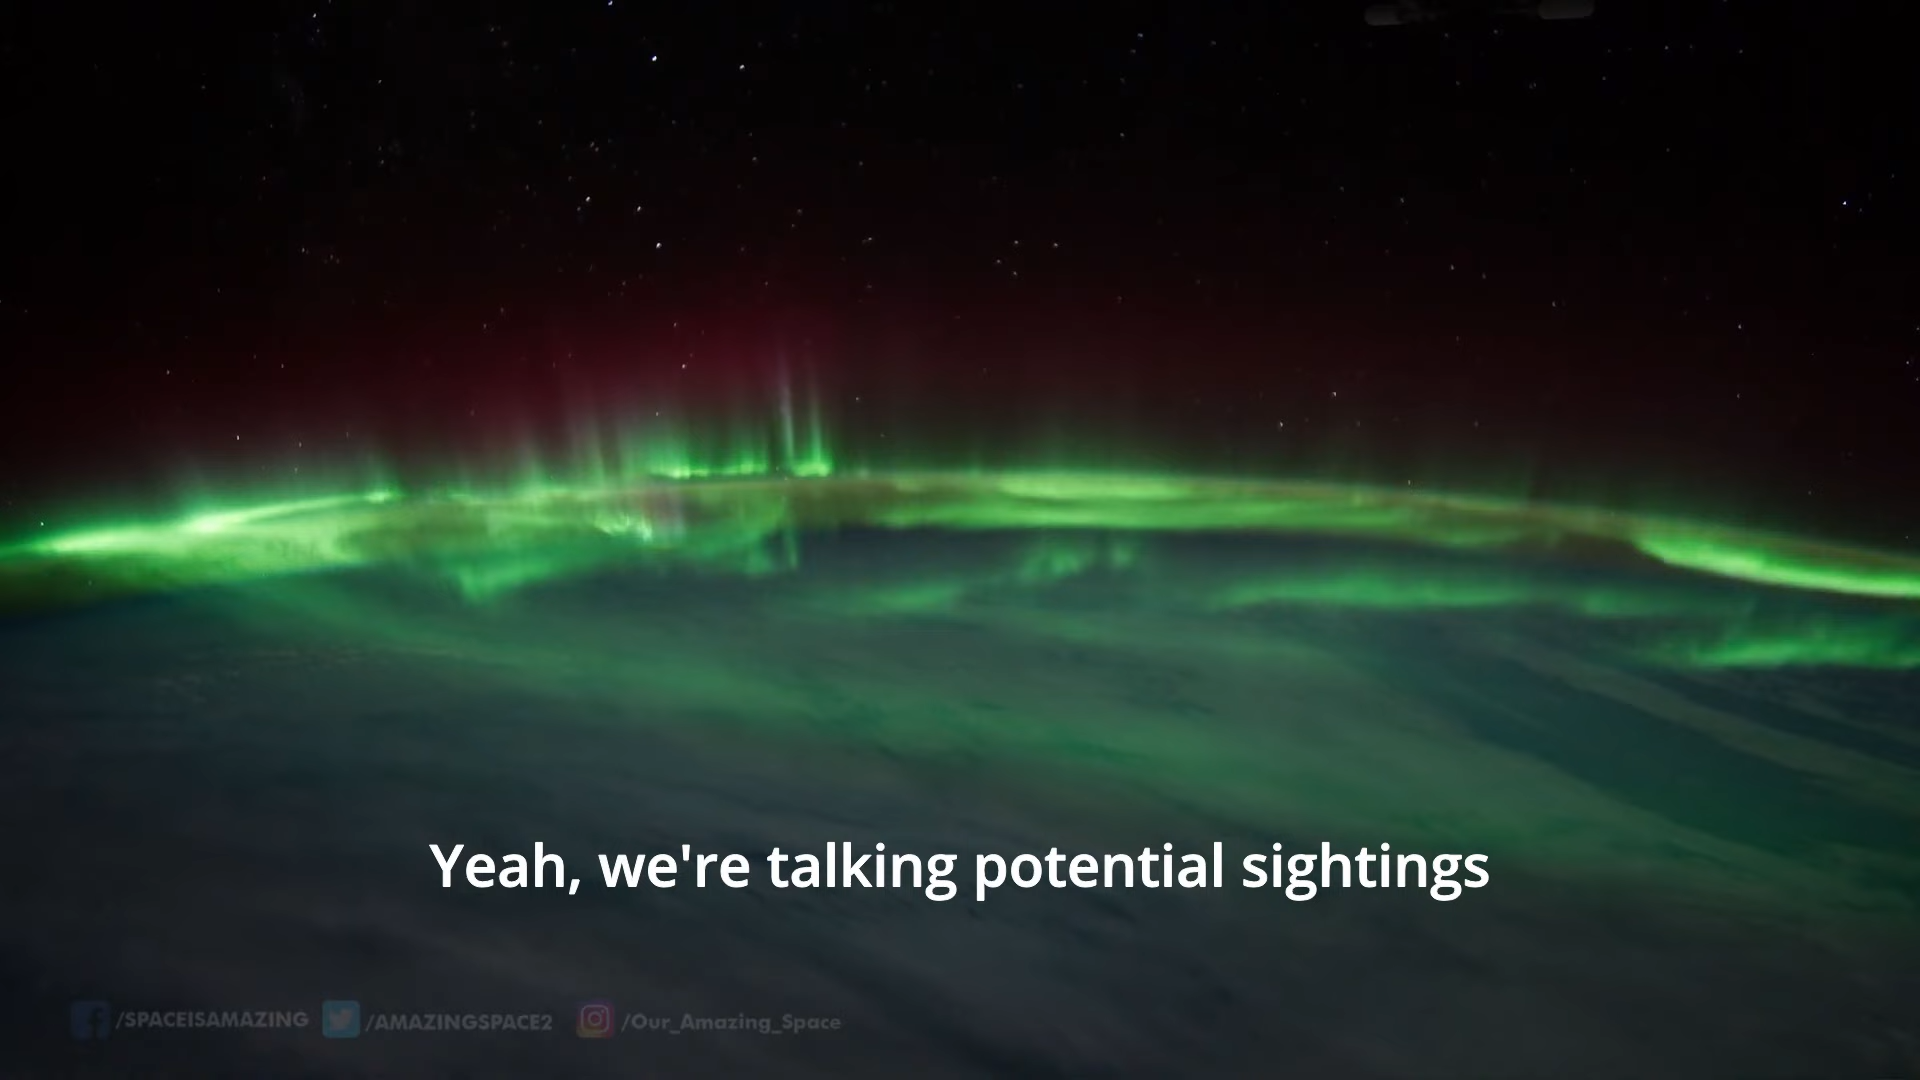 Yeah, we're talking potential sightings
/SPACEISAMAZING /AMAZINGSPACE2 /Our_Amazing_Space